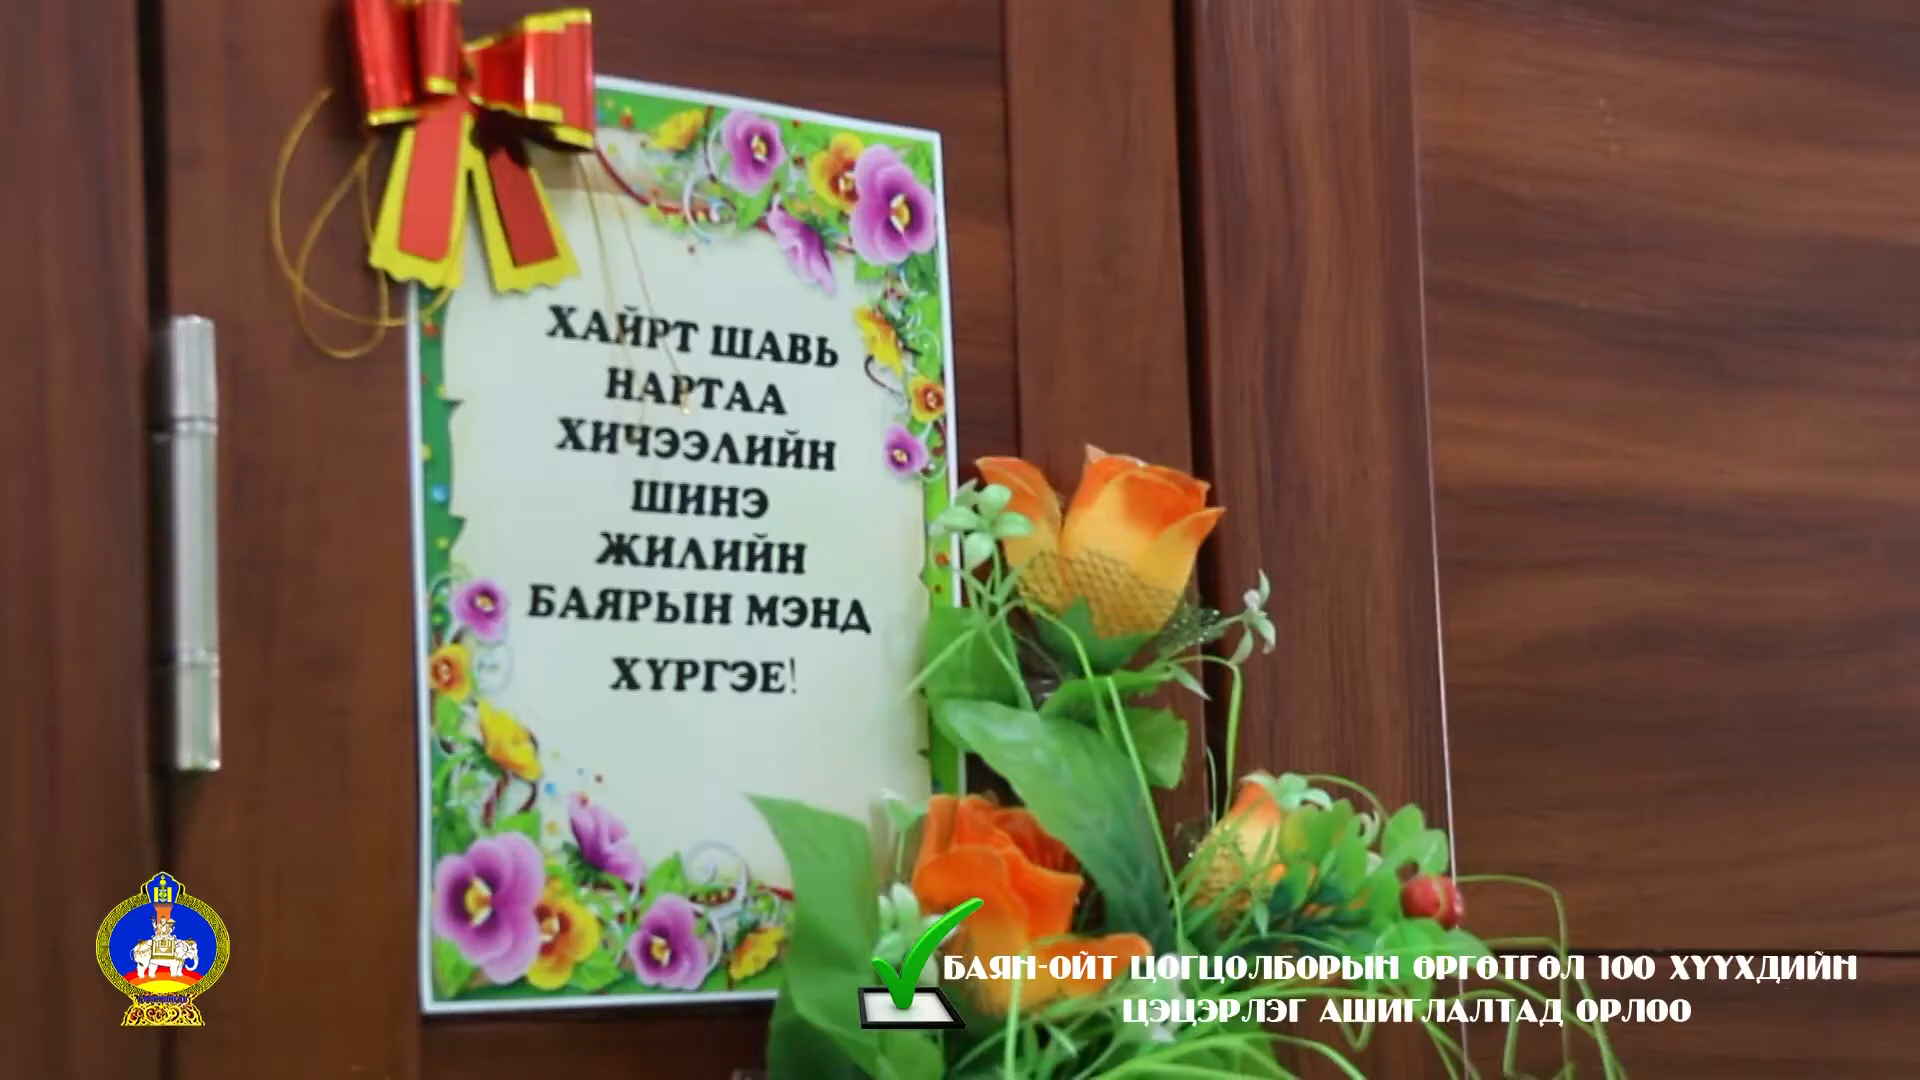 ХАЙРТ ШАВЬ
НАРТАА
ХИЧЭЭЛИЙН
ШИНЭ
ЖИЛИЙН
БАЯРЫН МЭНД
ХҮРГЭЕ!
БАЯН-ОЙТ ЦОГЦОЛБОРЫН ӨРГӨТГӨЛ 100 ХҮҮХДИЙН
ЦЭЦЭРЛЭГ АШИГЛАЛТАД ОРЛОО